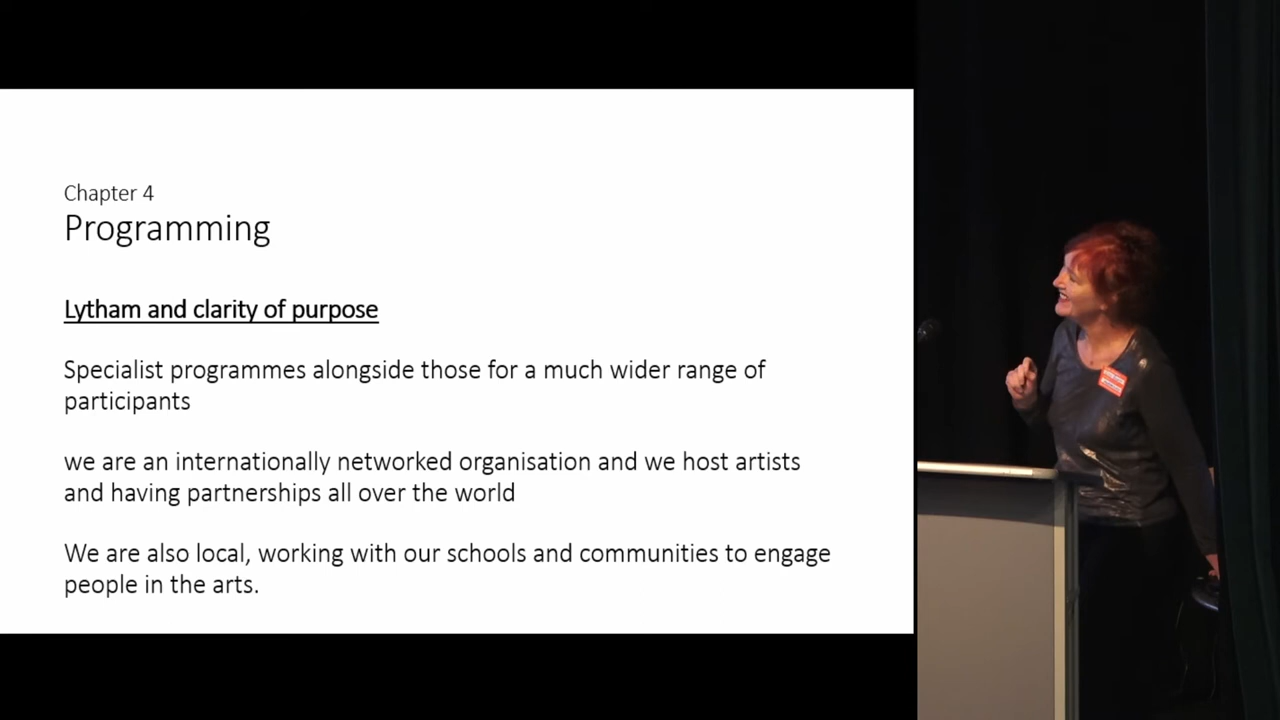 Chapter 4
Programming
Lytham and clarity of purpose
Specialist programmes alongside those for a much wider range of
participants
we are an internationally networked organisation and we host artists
and having partnerships all over the world
We are also local, working with our schools and communities to engage
people in the arts.